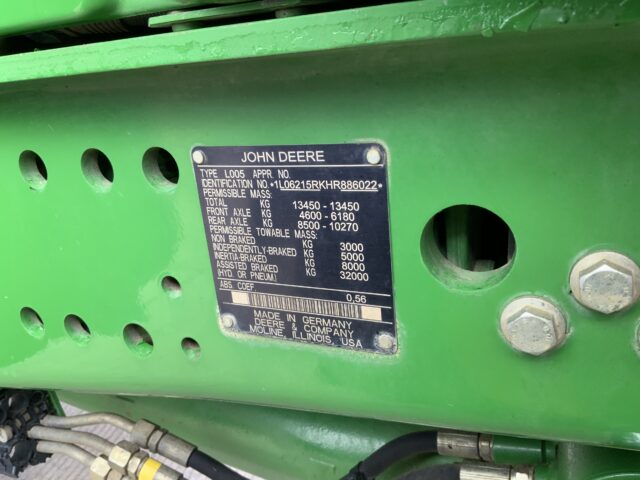 JOHN DEERE
TYPE L005 APPR. NO.
IDENTIFICATION NO. *1L06215RKHR886022*
PERMISSIBLE MASS:
TOTAL KG 13450 - 13450
FRONT AXLE KG 4600 - 6180
REAR AXLE KG 8500 - 10270
PERMISSIBLE TOWABLE MASS:
NON BRAKED KG 3000
INDEPENDENTLY-BRAKED KG 5000
INERTIA-BRAKED KG 8000
ASSISTED BRAKED KG 32000
(HYD. OR PNEUM)
ABS. COEF. 0,56
MADE IN GERMANY
DEERE & COMPANY
MOLINE, ILLINOIS, USA